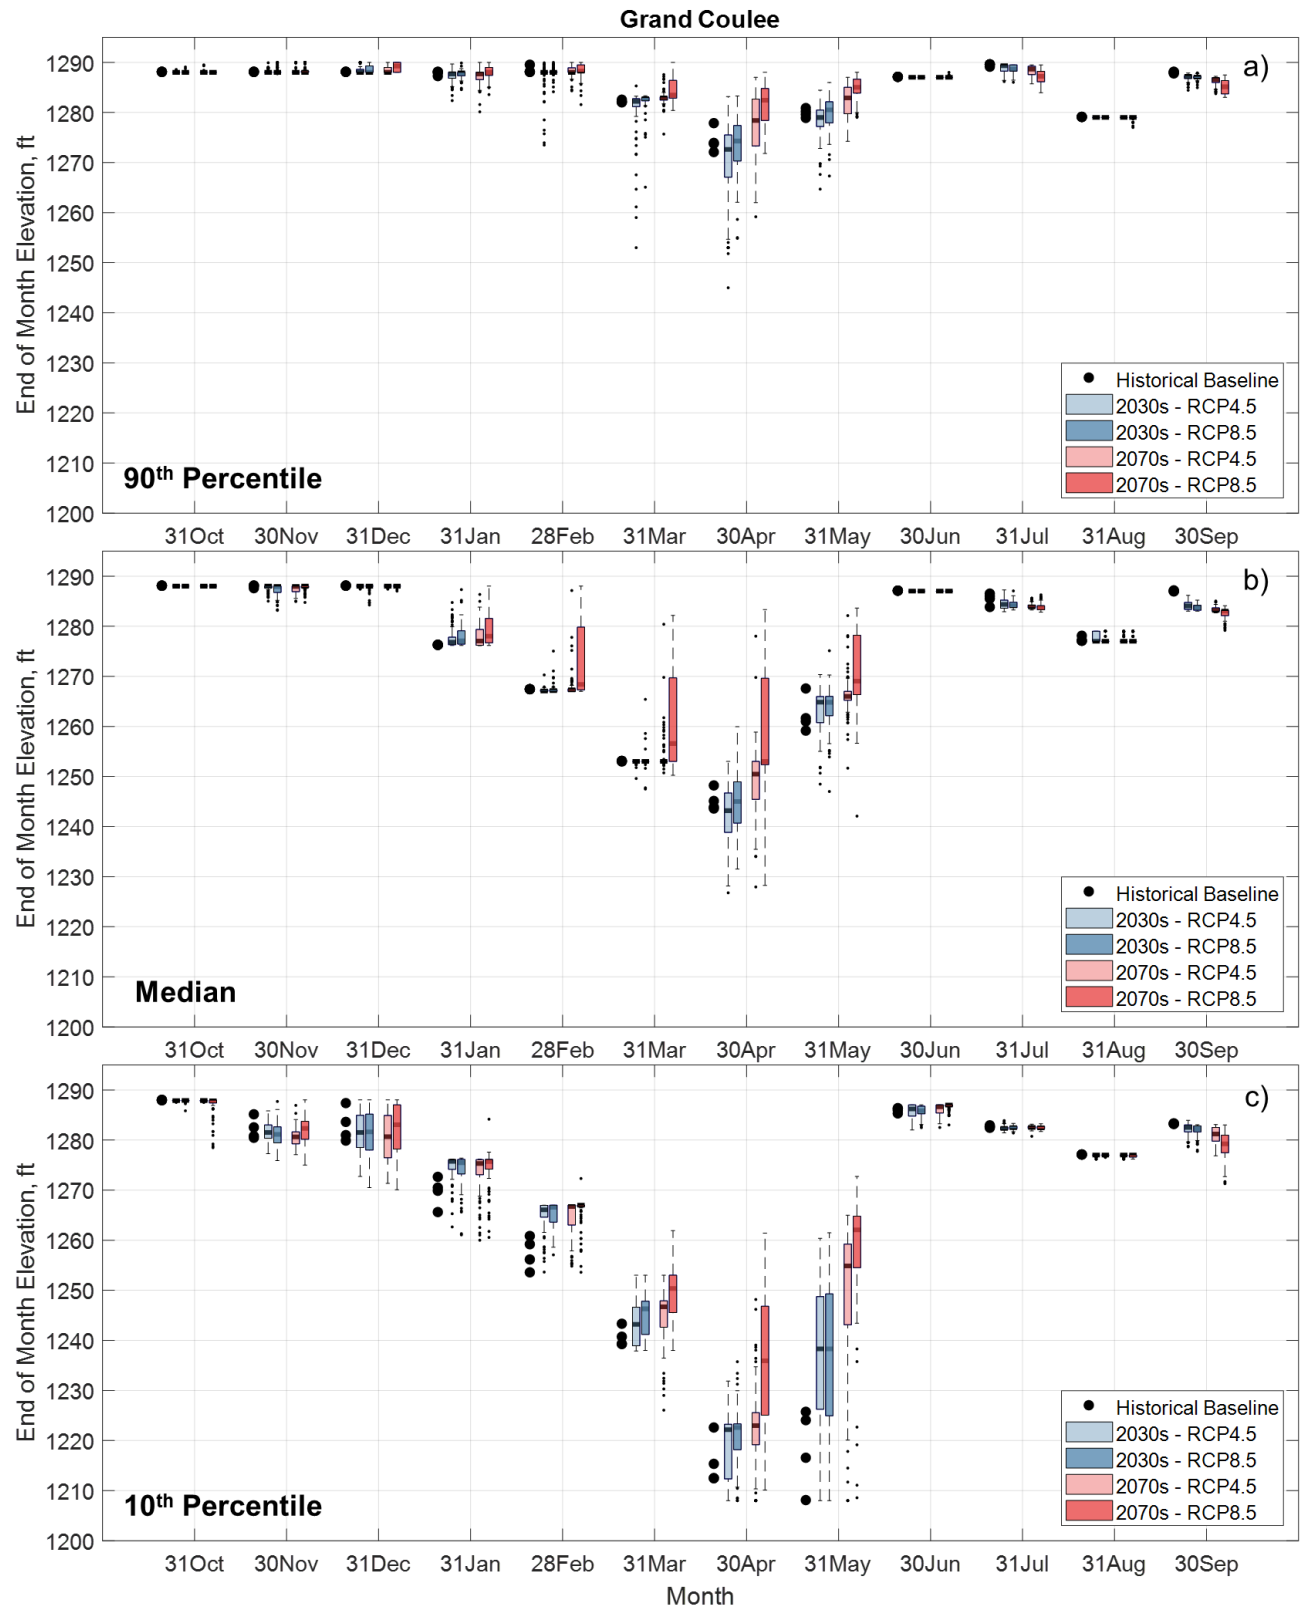 Grand Coulee
1290
1280
1270
1260
1250
1240
1230
1220
1210
1200
End of Month Elevation, ft
a)
90th Percentile
Historical Baseline
2030s - RCP4.5
2030s - RCP8.5
2070s - RCP4.5
2070s - RCP8.5
31Oct 30Nov 31Dec 31Jan 28Feb 31Mar 30Apr 31May 30Jun 31Jul 31Aug 30Sep
1290
1280
1270
1260
1250
1240
1230
1220
1210
1200
End of Month Elevation, ft
b)
Median
Historical Baseline
2030s - RCP4.5
2030s - RCP8.5
2070s - RCP4.5
2070s - RCP8.5
31Oct 30Nov 31Dec 31Jan 28Feb 31Mar 30Apr 31May 30Jun 31Jul 31Aug 30Sep
1290
1280
1270
1260
1250
1240
1230
1220
1210
1200
End of Month Elevation, ft
c)
10th Percentile
Historical Baseline
2030s - RCP4.5
2030s - RCP8.5
2070s - RCP4.5
2070s - RCP8.5
31Oct 30Nov 31Dec 31Jan 28Feb 31Mar 30Apr 31May 30Jun 31Jul 31Aug 30Sep
Month